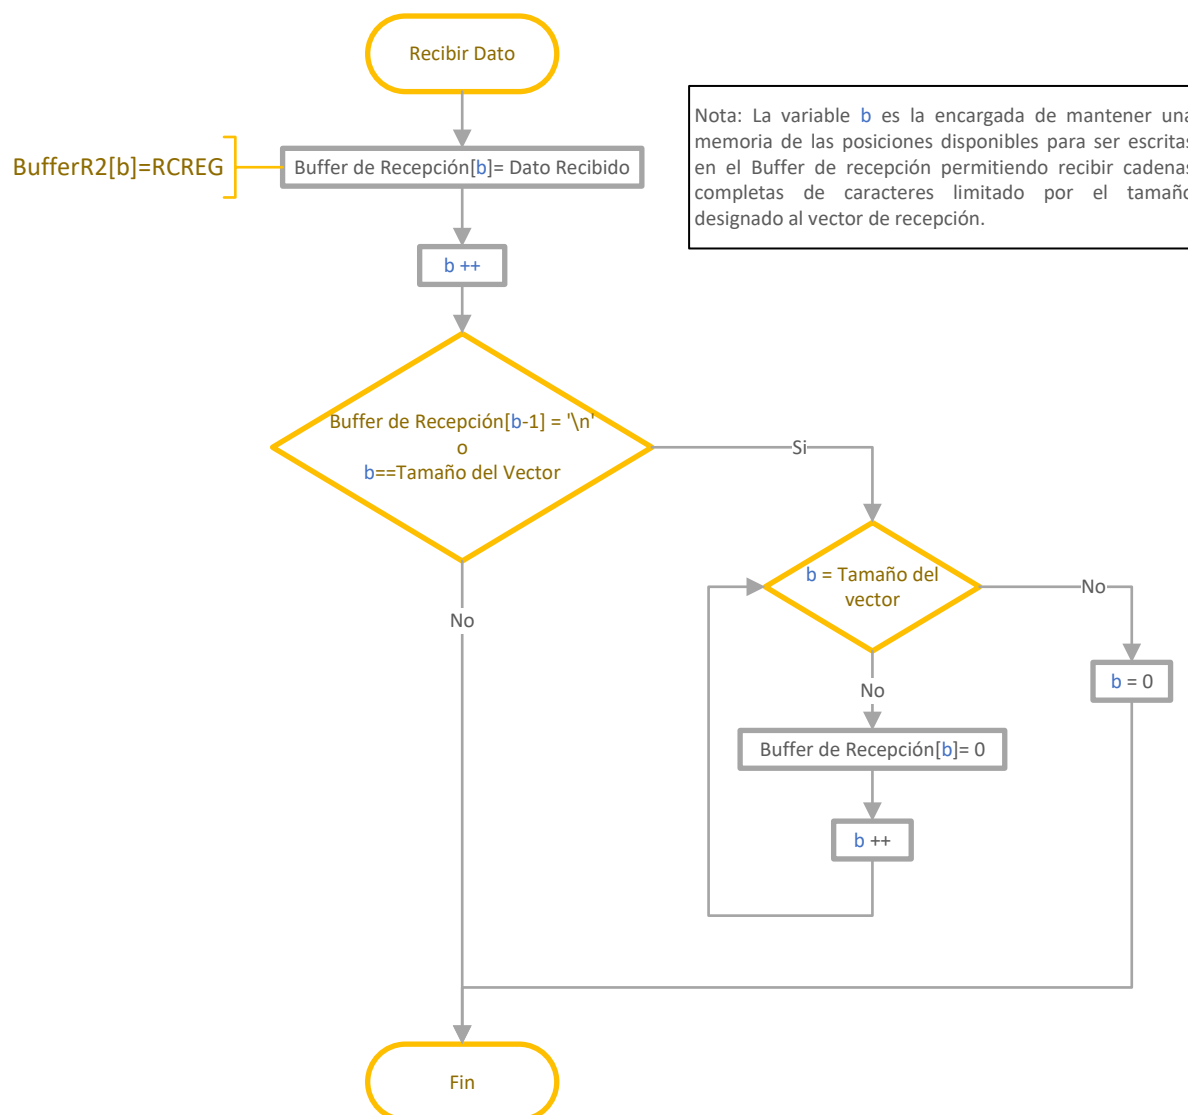 Recibir Dato
Nota: La variable b es la encargada de mantener una
memoria de las posiciones disponibles para ser escritas
en el Buffer de recepción permitiendo recibir cadenas
completas de caracteres limitado por el tamaño
designado al vector de recepción.
BufferR2[b]=RCREG
Buffer de Recepción[b]= Dato Recibido
b ++
Buffer de Recepción[b-1] = '\n'
o
b==Tamaño del Vector
Si
b = Tamaño del
vector
No
No
No
b = 0
Buffer de Recepción[b]= 0
b ++
Fin